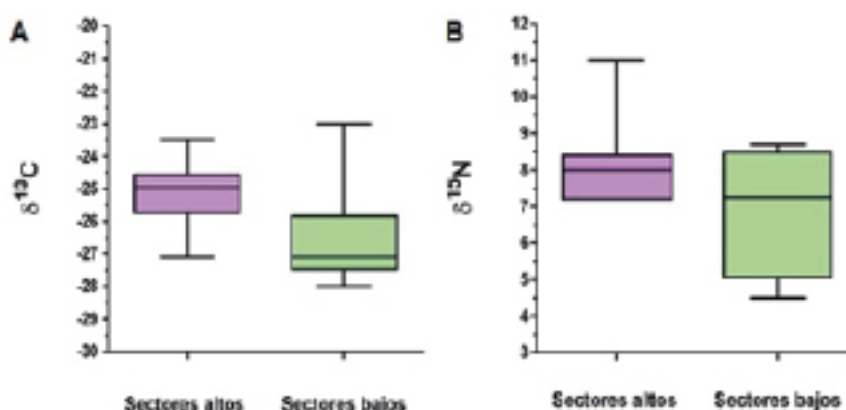 A
δ13C
-20
-21
-22
-23
-24
-25
-26
-27
-28
-29
-30
Sectores altos
Sectores bajos
B
δ15N
12
11
10
9
8
7
6
5
4
3
Sectores altos
Sectores bajos